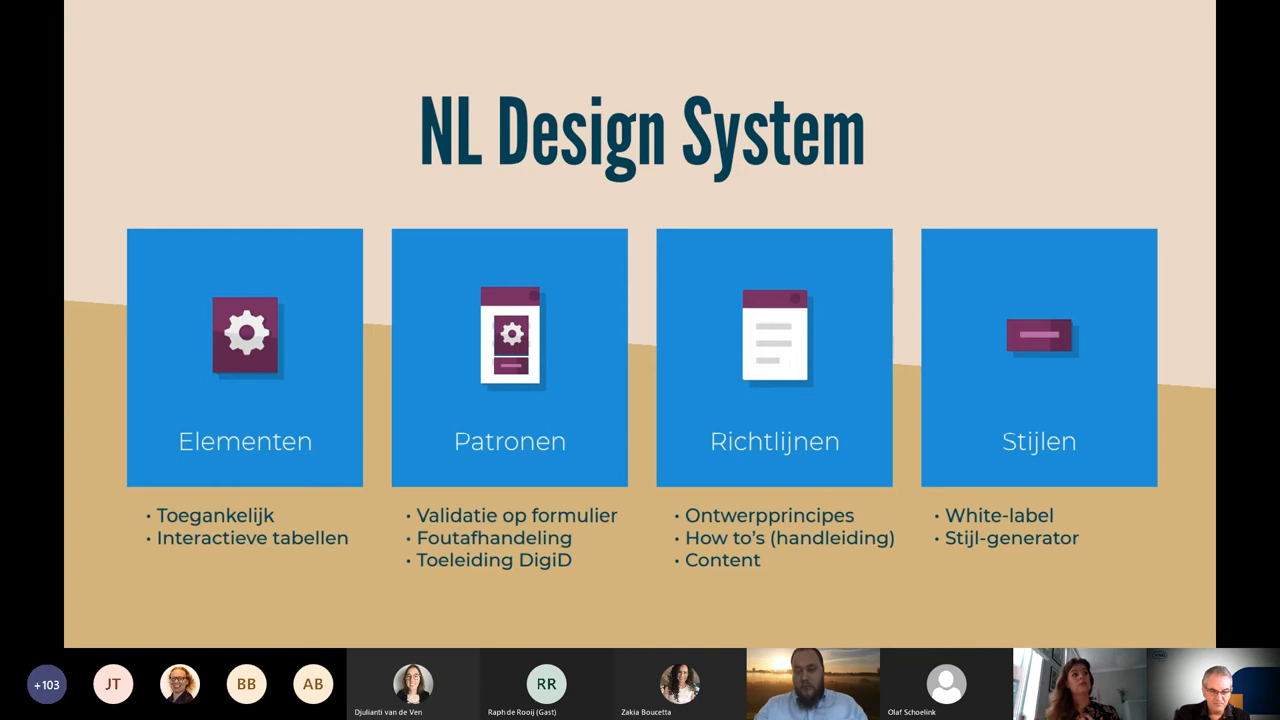 NL Design System
Elementen
Patronen
Richtlijnen
Stijlen
• Toegankelijk
• Interactieve tabellen
• Validatie op formulier
• Foutafhandeling
• Toeleiding DigiD
• Ontwerpprincipes
• How to's (handleiding)
• Content
• White-label
• Stijl-generator
+103
JT
BB
AB
Djulianti van de Ven
RR
Raph de Rooij (Gast)
Zakia Boucetta
Olaf Schoelink